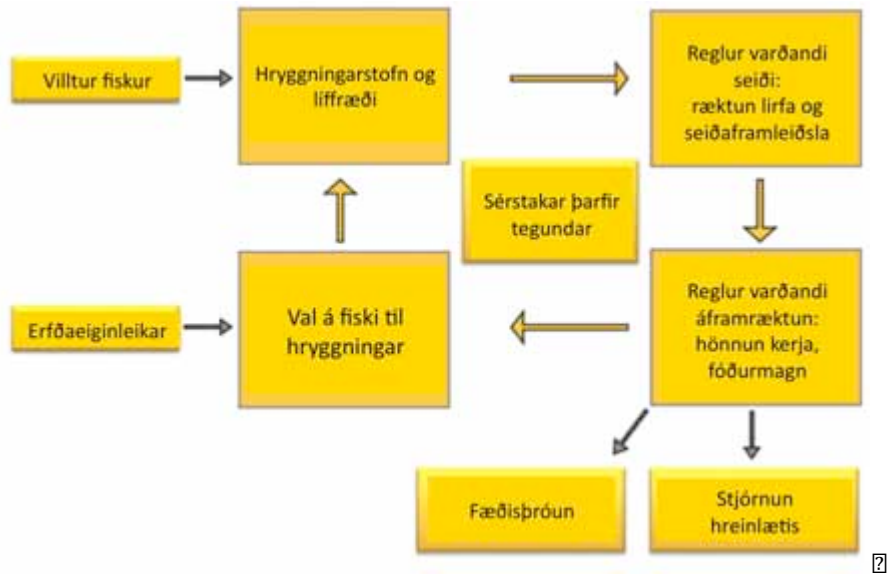 Villtur fiskur
Hryggningarstofn og
líffræði
Reglur varðandi
seiði:
ræktun lirfa og
seiðaframleiðsla
Sérstakar þarfir
tegundar
Erfðaeiginleikar
Val á fiski til
hryggningar
Reglur varðandi
áframræktun:
hönnun kerja,
fóðurmagn
Fæðisþróun
Stjórnun
hreinlætis